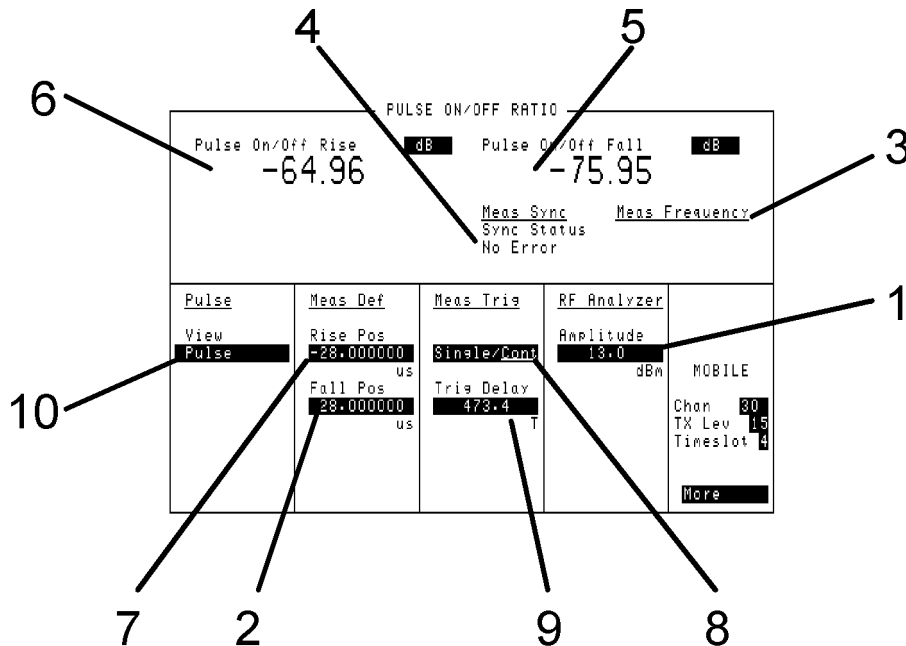 4
5
6
PULSE ON/OFF RATIO
3
Pulse On/Off Rise dB
Pulse On/Off Fall dB
-64.96
-75.95
Meas Sync
Meas Frequency
Sync Status
No Error
1
Pulse
View
Pulse
Meas Def
Rise Pos
-28.000000
us
Fall Pos
28.000000
us
Meas Trig
Single/Cont
Trig Delay
473.4
T
RF Analyzer
Amplitude
13.0
dBm
MOBILE
Chan 30
TX Lev 15
Timeslot 4
More
10
7
2
9
8